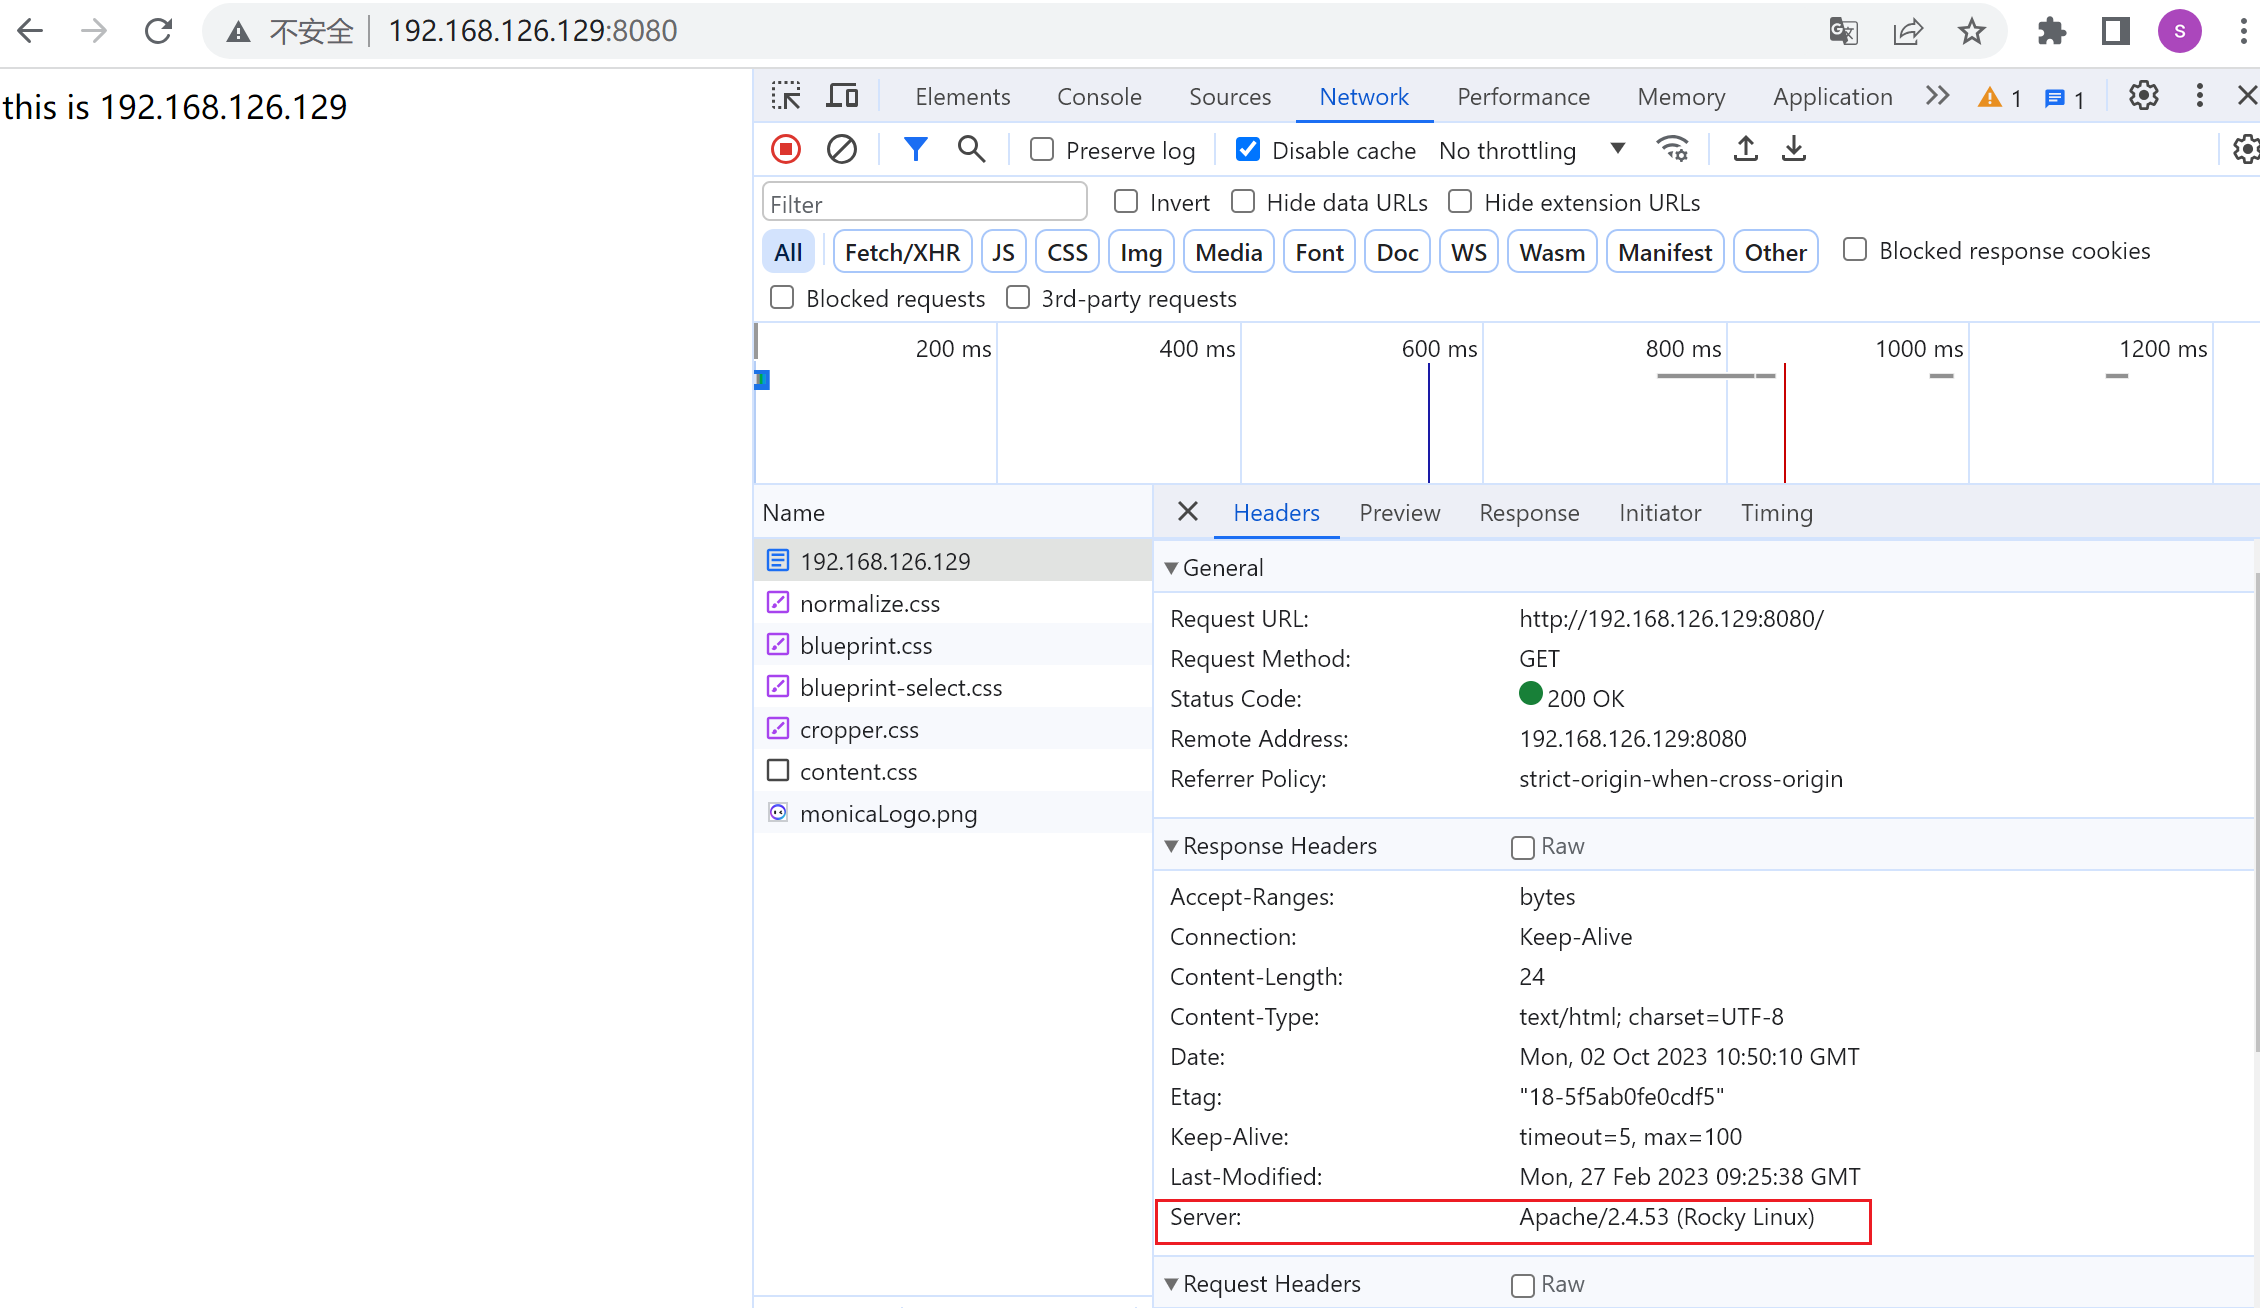 不安全 192.168.126.129:8080
S
this is 192.168.126.129
Elements Console Sources Network Performance Memory Application 1 1
Preserve log Disable cache No throttling
Filter Invert Hide data URLs Hide extension URLs
All Fetch/XHR JS CSS Img Media Font Doc WS Wasm Manifest Other Blocked response cookies
Blocked requests 3rd-party requests
200 ms 400 ms 600 ms 800 ms 1000 ms 1200 ms
Name
192.168.126.129
normalize.css
blueprint.css
blueprint-select.css
cropper.css
content.css
monicaLogo.png
Headers Preview Response Initiator Timing
General
Request URL: http://192.168.126.129:8080/
Request Method: GET
Status Code: 200 OK
Remote Address: 192.168.126.129:8080
Referrer Policy: strict-origin-when-cross-origin
Response Headers Raw
Accept-Ranges: bytes
Connection: Keep-Alive
Content-Length: 24
Content-Type: text/html; charset=UTF-8
Date: Mon, 02 Oct 2023 10:50:10 GMT
Etag: "18-5f5ab0fe0cdf5"
Keep-Alive: timeout=5, max=100
Last-Modified: Mon, 27 Feb 2023 09:25:38 GMT
Server: Apache/2.4.53 (Rocky Linux)
Request Headers Raw